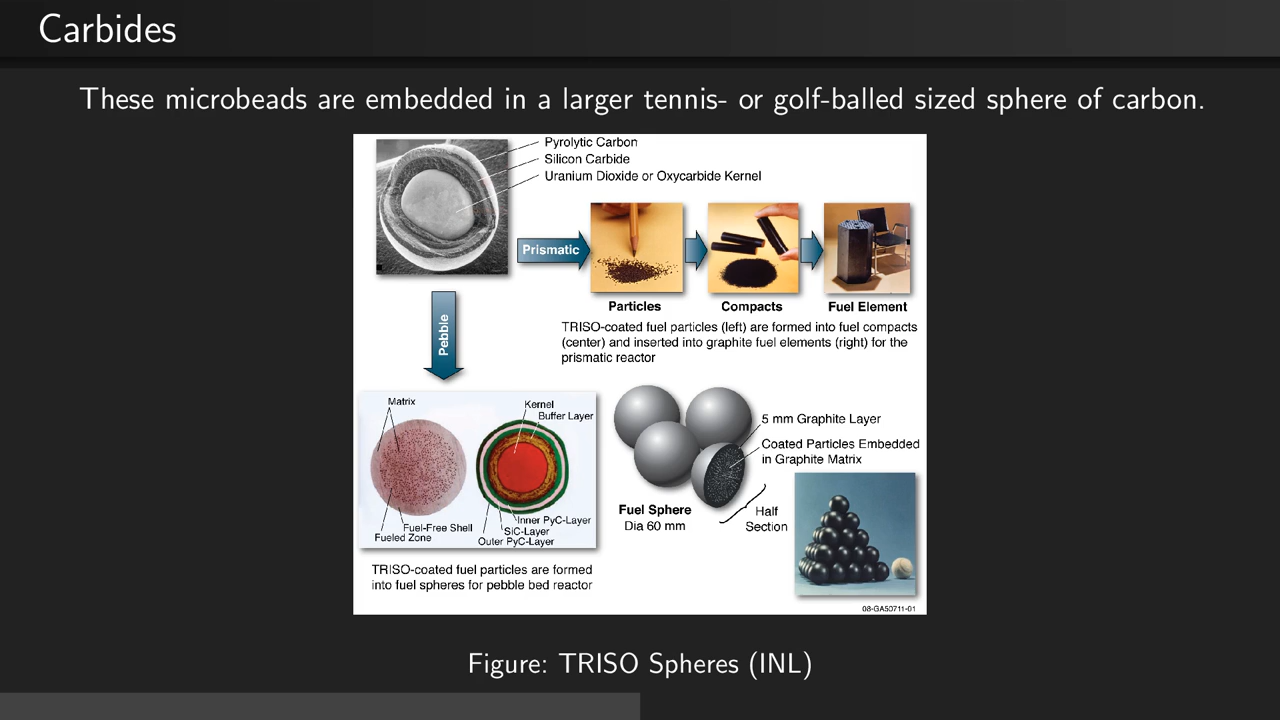 Carbides
These microbeads are embedded in a larger tennis- or golf-balled sized sphere of carbon.
Pyrolytic Carbon
Silicon Carbide
Uranium Dioxide or Oxycarbide Kernel
Prismatic
Particles
Compacts
Fuel Element
TRISO-coated fuel particles (left) are formed into fuel compacts
(center) and inserted into graphite fuel elements (right) for the
prismatic reactor
Pebble
Matrix
Kernel
Buffer Layer
Fuel-Free Shell
Fueled Zone
Inner PyC-Layer
SiC-Layer
Outer PyC-Layer
TRISO-coated fuel particles are formed
into fuel spheres for pebble bed reactor
5 mm Graphite Layer
Coated Particles Embedded
in Graphite Matrix
Fuel Sphere
Dia 60 mm
Half
Section
08-GA50711-01
Figure: TRISO Spheres (INL)